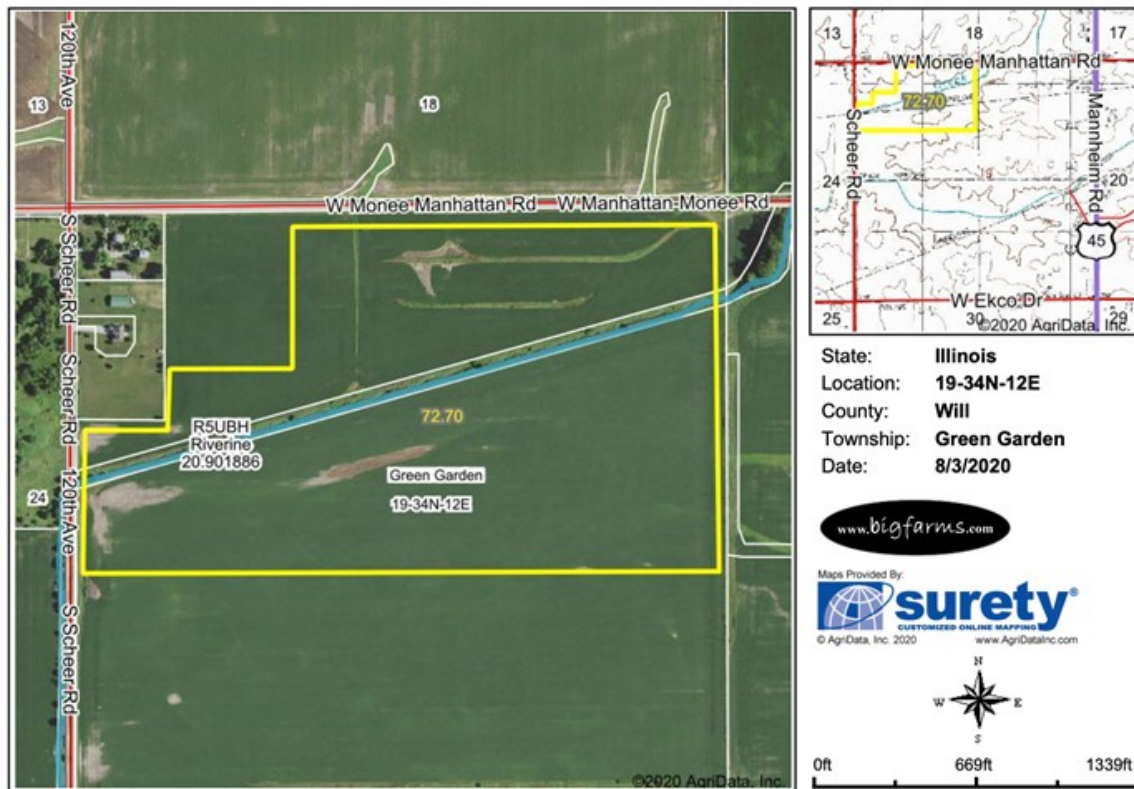 120th Ave
13
18
W Monee Manhattan Rd
W Manhattan-Monee Rd
S Scheer Rd
Scheer Rd
R5UBH
Riverine
20.901886
72.70
Green Garden
19-34N-12E
24
120th Ave
S Scheer Rd
©2020 AgriData, Inc.
13
18
17
W Monee Manhattan Rd
72.70
Scheer Rd
Mannheim Rd
24
19
20
45
W Ekco Dr
25
30
29
©2020 AgriData, Inc.
State: Illinois
Location: 19-34N-12E
County: Will
Township: Green Garden
Date: 8/3/2020
www.bigfarms.com
Maps Provided By:
surety®
CUSTOMIZED ONLINE MAPPING
© AgriData, Inc. 2020 www.AgriDataInc.com
N
W E
S
0ft 669ft 1339ft